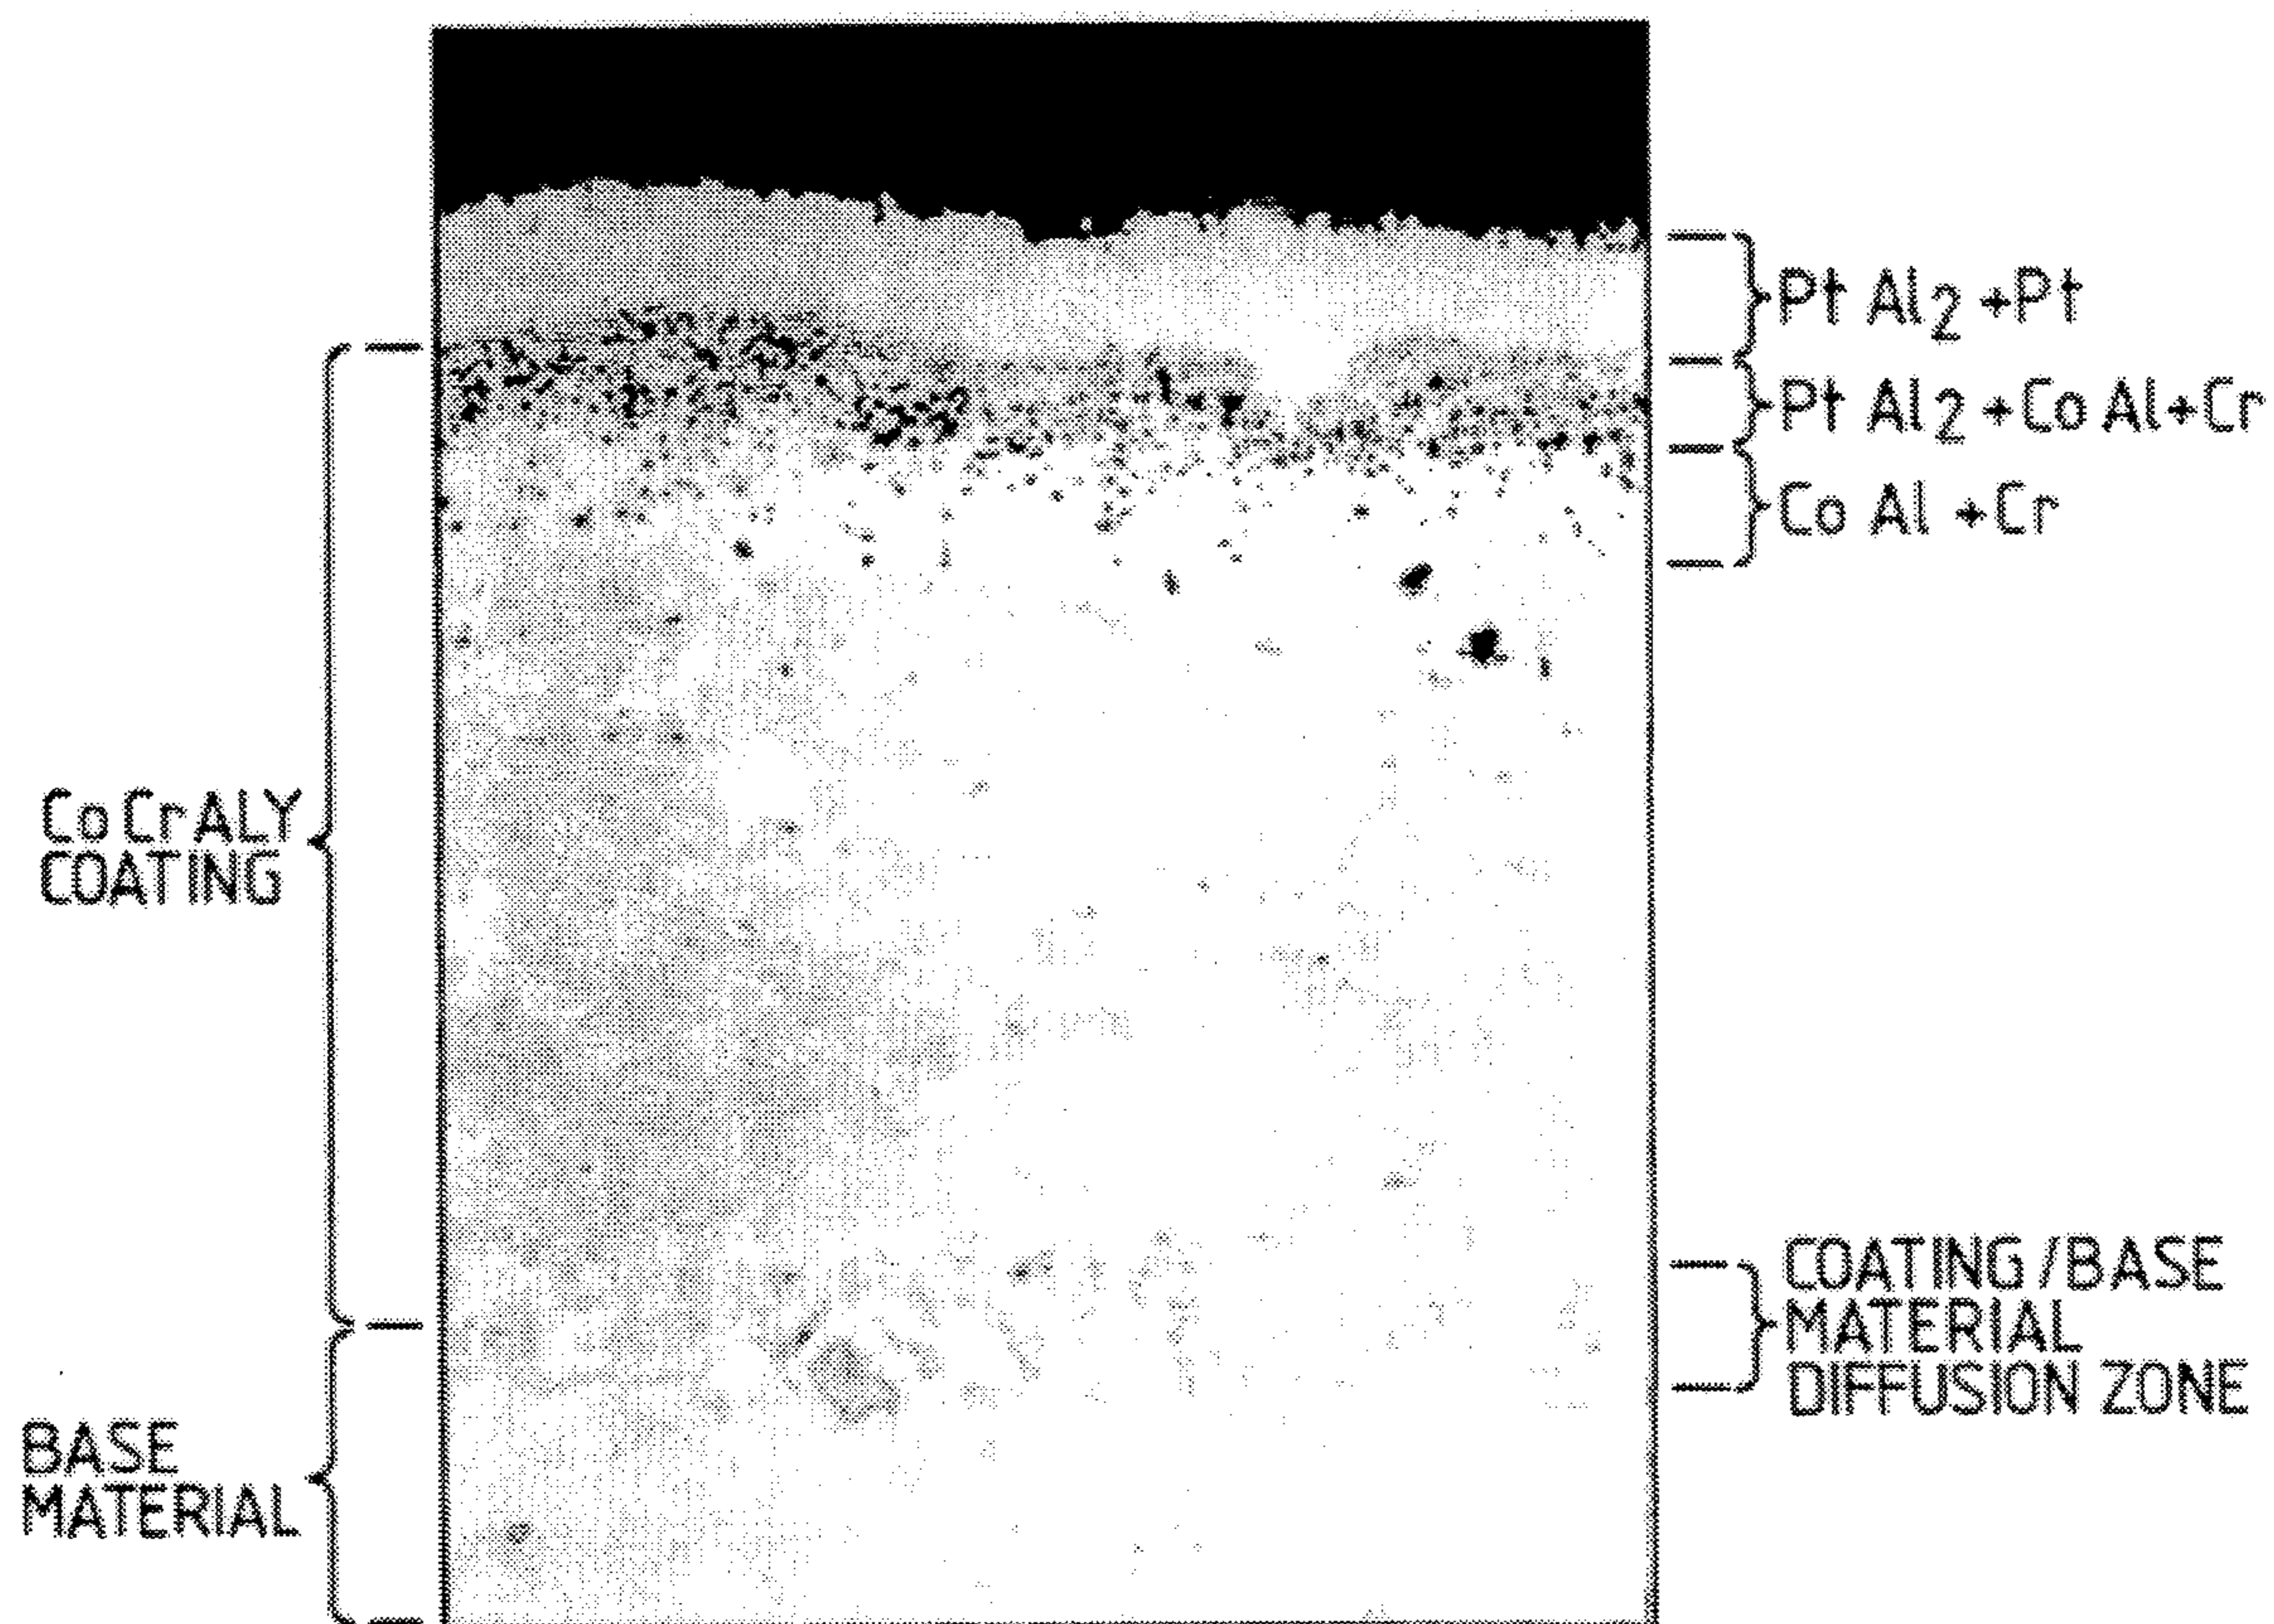 Pt Al2 + Pt
Pt Al2 + Co Al + Cr
Co Al + Cr
Co Cr ALY
COATING
COATING / BASE
MATERIAL
DIFFUSION ZONE
BASE
MATERIAL